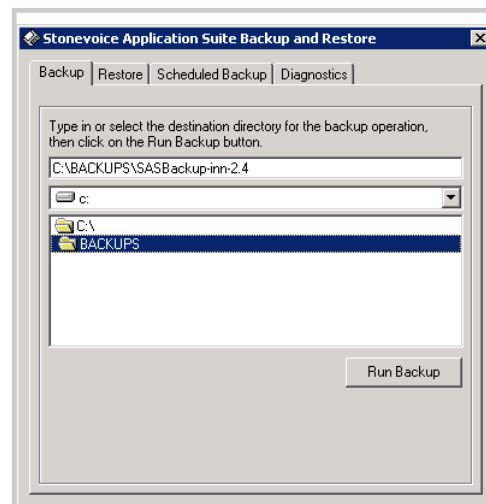 Stonevoice Application Suite Backup and Restore
Backup Restore Scheduled Backup Diagnostics
Type in or select the destination directory for the backup operation,
then click on the Run Backup button.
C:\BACKUPS\SASBackup-inn-2.4
c:
C:\
BACKUPS
Run Backup